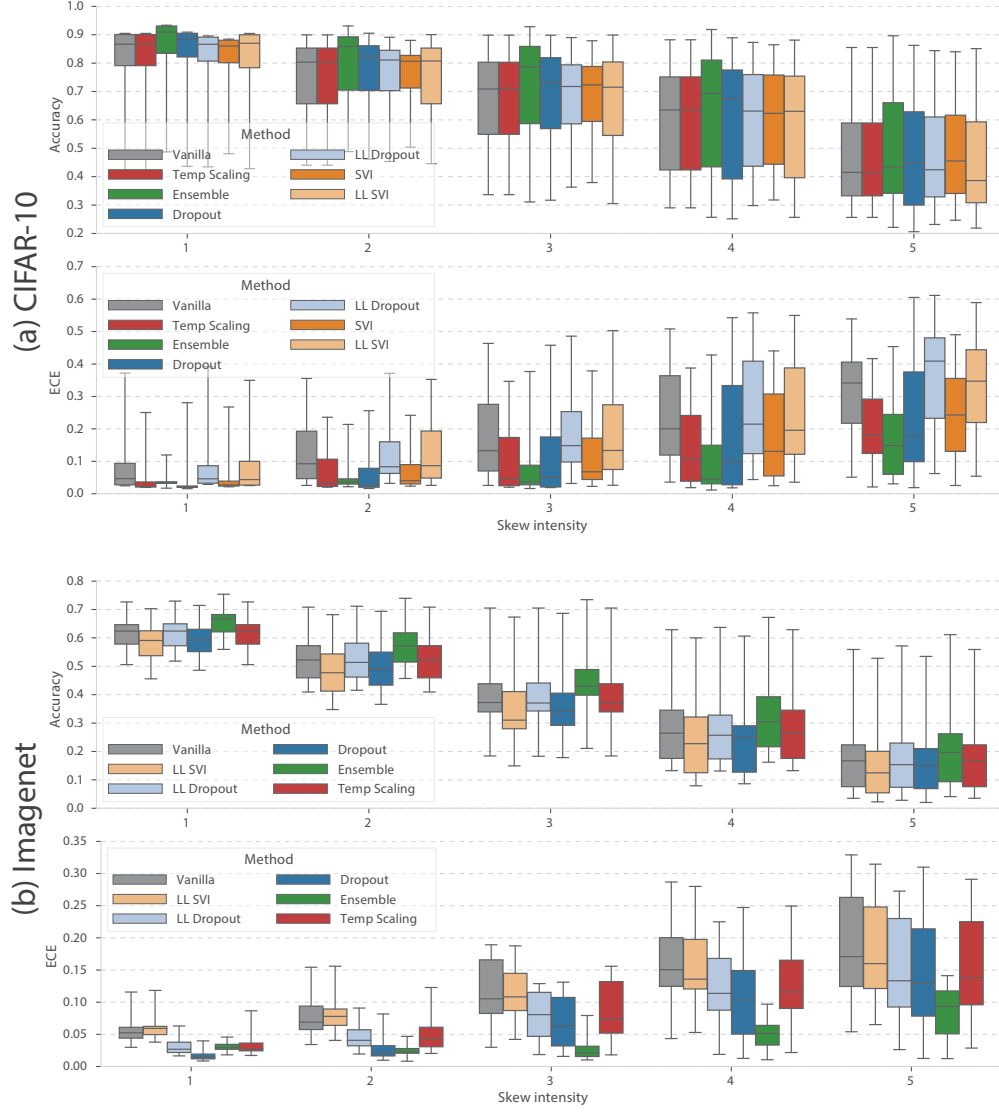 (a) CIFAR-10
Accuracy
1.0
0.9
0.8
0.7
0.6
0.5
0.4
0.3
0.2
Method
Vanilla
Temp Scaling
Ensemble
Dropout
LL Dropout
SVI
LL SVI
1 2 3 4 5
ECE
0.7
0.6
0.5
0.4
0.3
0.2
0.1
0.0
Method
Vanilla
Temp Scaling
Ensemble
Dropout
LL Dropout
SVI
LL SVI
1 2 3 4 5
Skew intensity
(b) Imagenet
Accuracy
0.8
0.7
0.6
0.5
0.4
0.3
0.2
0.1
0.0
Method
Vanilla
LL SVI
LL Dropout
Dropout
Ensemble
Temp Scaling
1 2 3 4 5
ECE
0.35
0.30
0.25
0.20
0.15
0.10
0.05
0.00
Method
Vanilla
LL SVI
LL Dropout
Dropout
Ensemble
Temp Scaling
1 2 3 4 5
Skew intensity